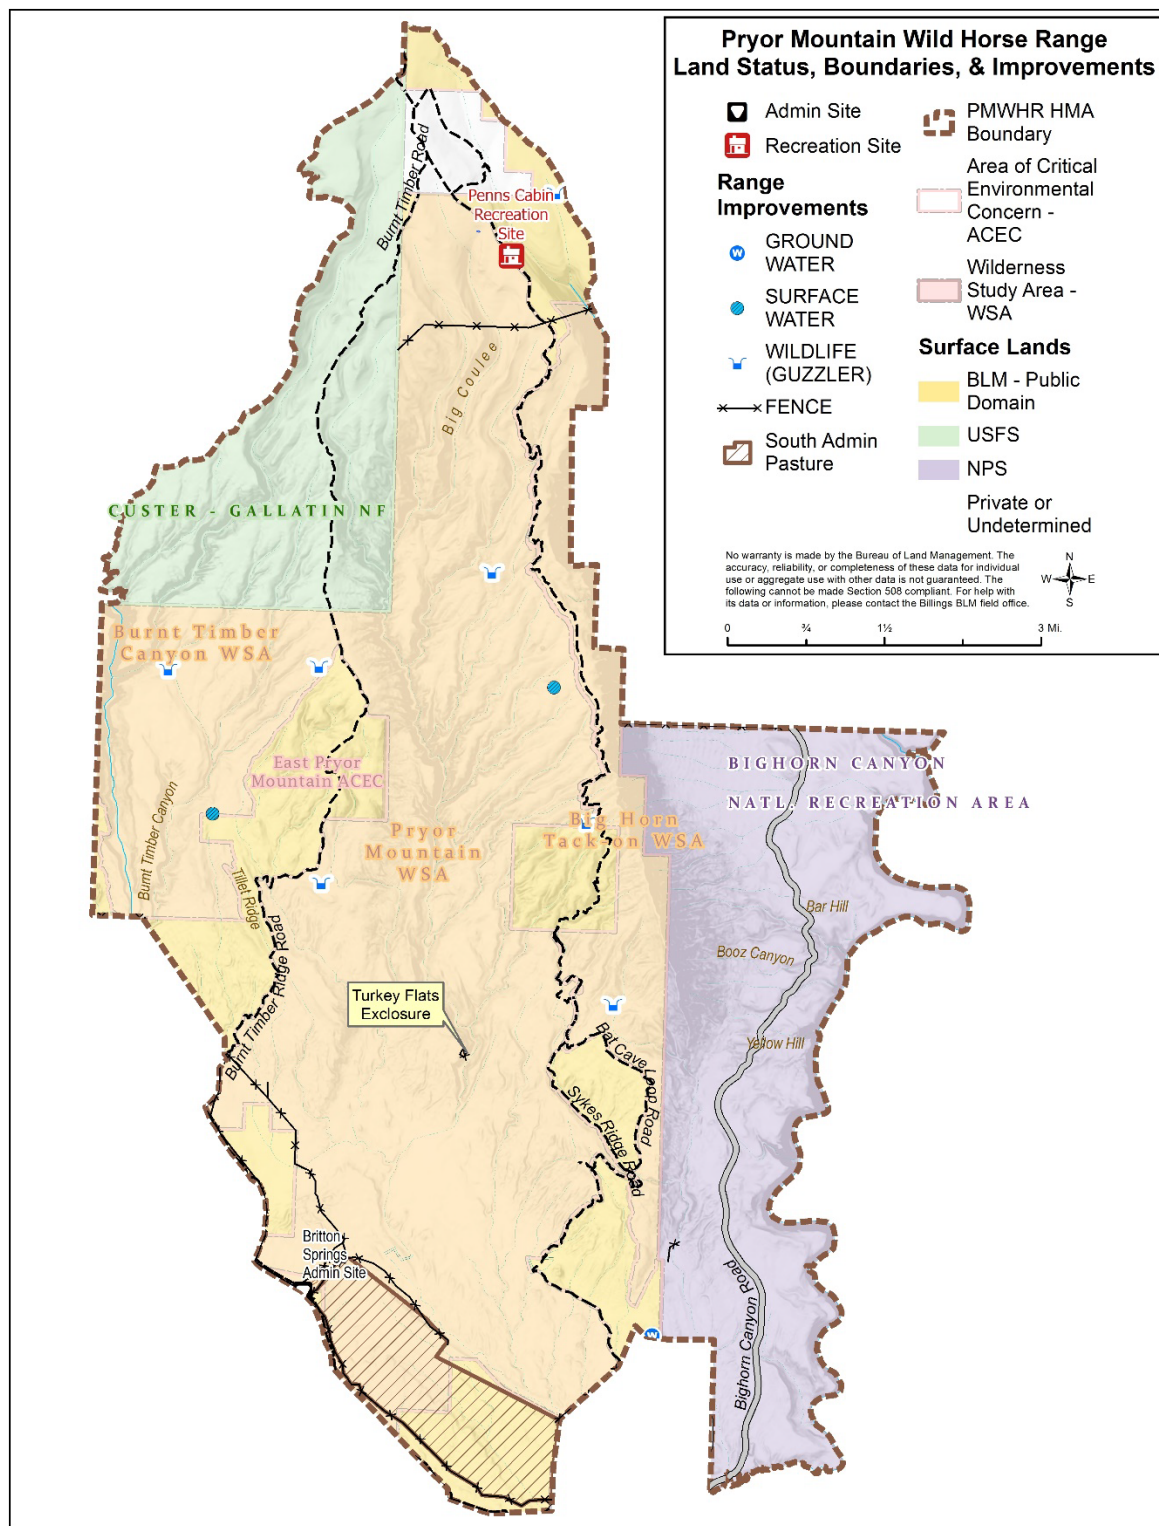 Pryor Mountain Wild Horse Range
Land Status, Boundaries, & Improvements
Admin Site
Recreation Site
Range
Improvements
GROUND
WATER
SURFACE
WATER
WILDLIFE
(GUZZLER)
FENCE
South Admin
Pasture
PMWHR HMA
Boundary
Area of Critical
Environmental
Concern -
ACEC
Wilderness
Study Area -
WSA
Surface Lands
BLM - Public
Domain
USFS
NPS
Private or
Undetermined
No warranty is made by the Bureau of Land Management. The
accuracy, reliability, or completeness of these data for individual
use or aggregate use with other data is not guaranteed. The
following cannot be made Section 508 compliant. For help with
its data or information, please contact the Billings BLM field office.
N
W
E
S
0
¾
1½
3 Mi.
Burnt Timber Road
Penns Cabin
Recreation
Site
Big Coulee
CUSTER - GALLATIN NF
Burnt Timber
Canyon WSA
East Pryor
Mountain ACEC
BIGHORN CANYON
NATL. RECREATION AREA
Burnt Timber Canyon
Pryor
Mountain
WSA
Big Horn
Tack-on WSA
Tillet Ridge
Bar Hill
Burnt Timber Ridge Road
Booz Canyon
Turkey Flats
Exclosure
Yellow Hill
Bat Cave Loop Road
Sykes Ridge Road
Britton
Springs
Admin Site
W
Bighorn Canyon Road